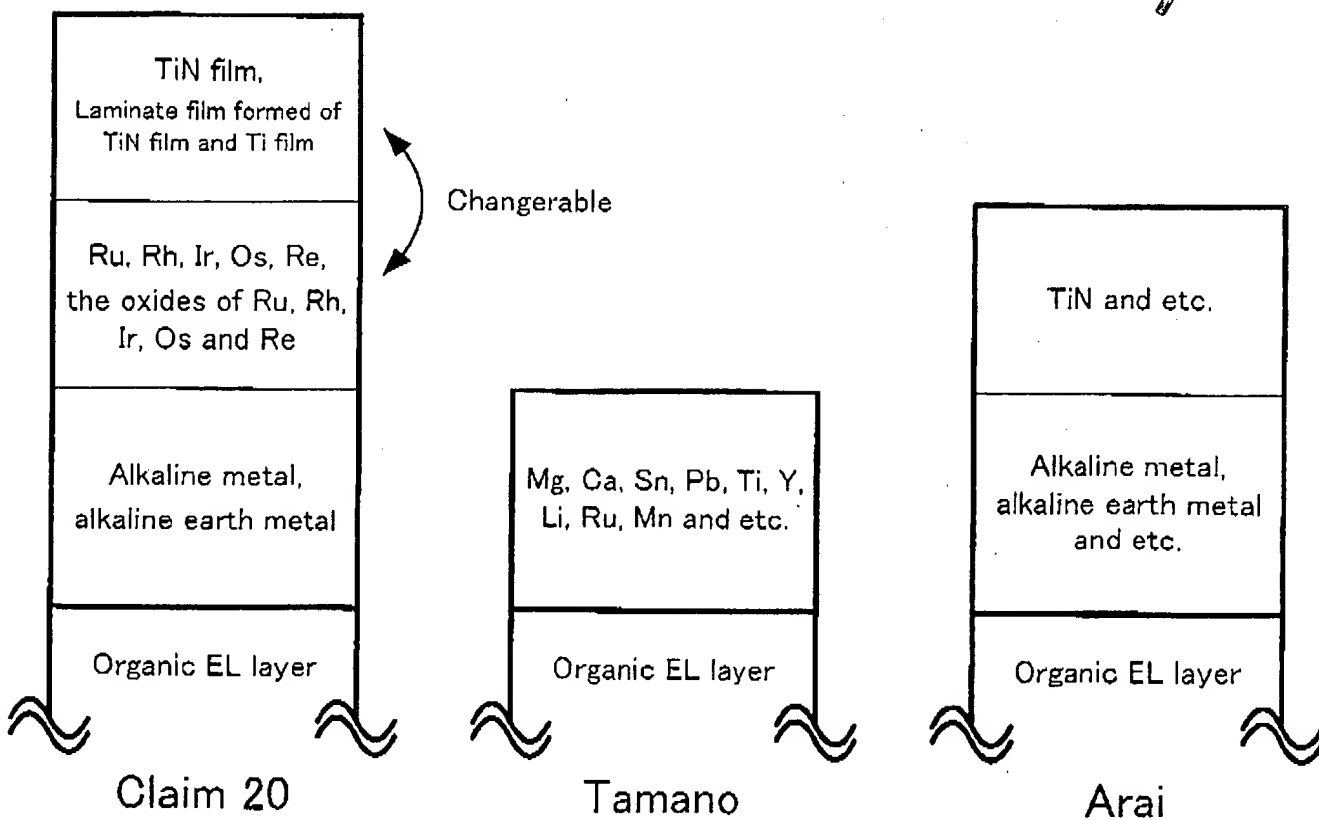 TiN film,
Laminate film formed of
TiN film and Ti film
Changerable
Ru, Rh, Ir, Os, Re,
the oxides of Ru, Rh,
Ir, Os and Re
Alkaline metal,
alkaline earth metal
Organic EL layer
Claim 20
Mg, Ca, Sn, Pb, Ti, Y,
Li, Ru, Mn and etc.
Organic EL layer
Tamano
TiN and etc.
Alkaline metal,
alkaline earth metal
and etc.
Organic EL layer
Arai